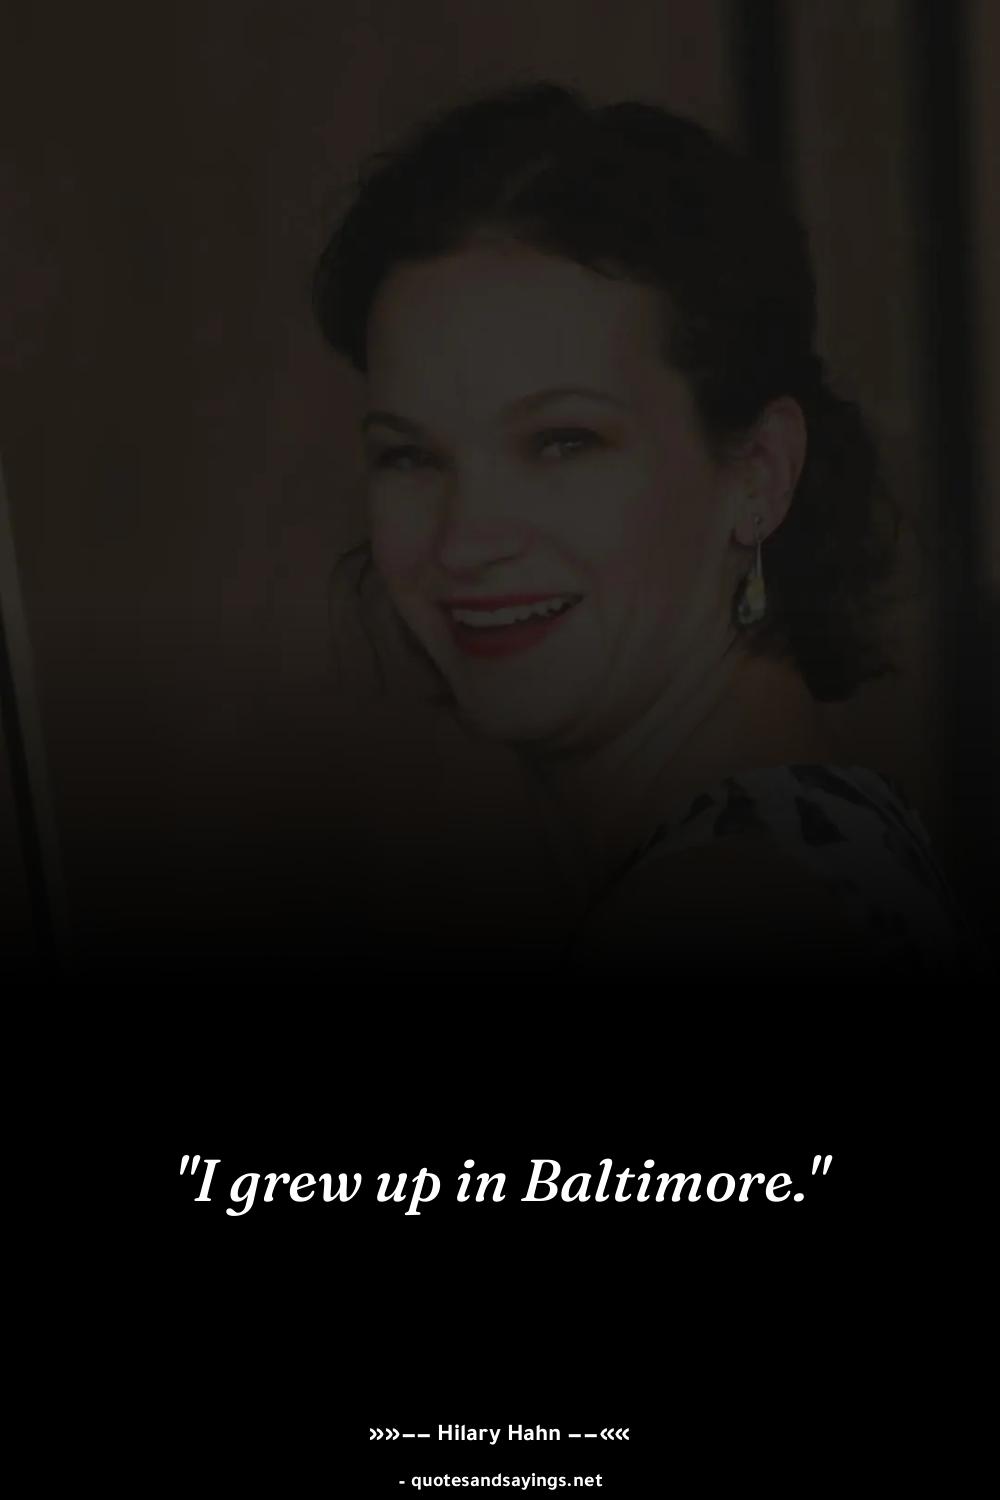 "I grew up in Baltimore."
»»−− Hilary Hahn −−««
- quotesandsayings.net